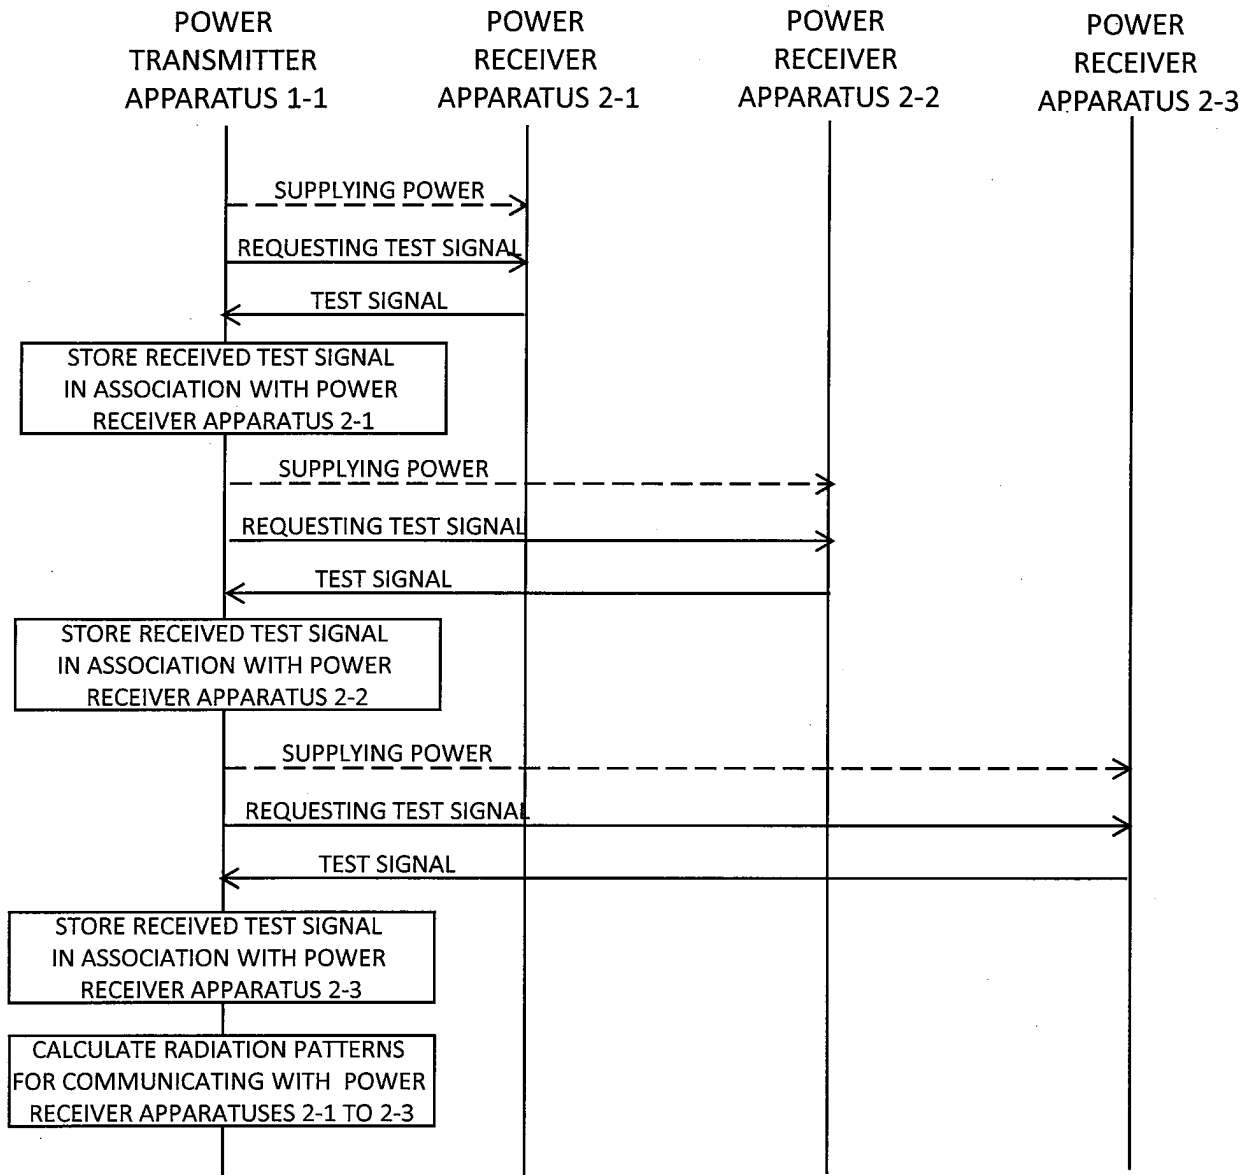 POWER
TRANSMITTER
APPARATUS 1-1
POWER
RECEIVER
APPARATUS 2-1
POWER
RECEIVER
APPARATUS 2-2
POWER
RECEIVER
APPARATUS 2-3
SUPPLYING POWER
REQUESTING TEST SIGNAL
TEST SIGNAL
STORE RECEIVED TEST SIGNAL
IN ASSOCIATION WITH POWER
RECEIVER APPARATUS 2-1
SUPPLYING POWER
REQUESTING TEST SIGNAL
TEST SIGNAL
STORE RECEIVED TEST SIGNAL
IN ASSOCIATION WITH POWER
RECEIVER APPARATUS 2-2
SUPPLYING POWER
REQUESTING TEST SIGNAL
TEST SIGNAL
STORE RECEIVED TEST SIGNAL
IN ASSOCIATION WITH POWER
RECEIVER APPARATUS 2-3
CALCULATE RADIATION PATTERNS
FOR COMMUNICATING WITH POWER
RECEIVER APPARATUSES 2-1 TO 2-3